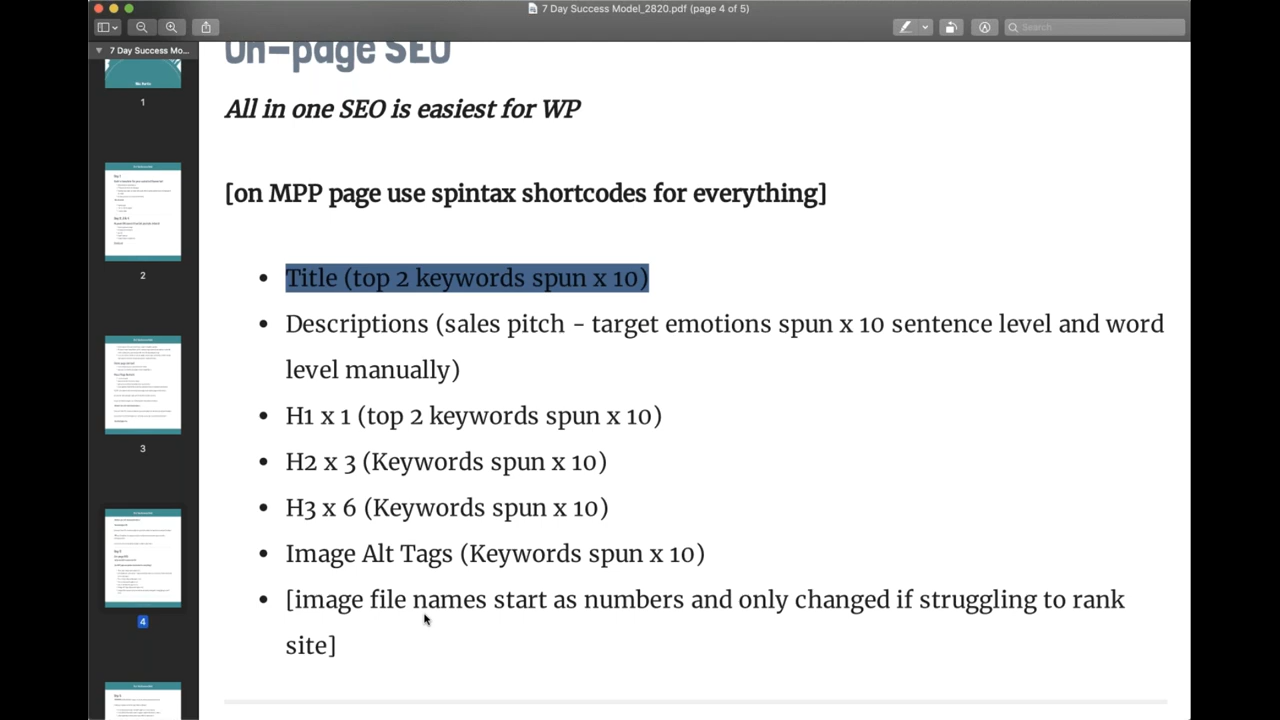 7 Day Success Model_2820.pdf (page 4 of 5)
Search
7 Day Success Mo...
1
2
3
4
On-page SEO
All in one SEO is easiest for WP
[on MPP page use spintax shortcodes for everything]
• Title (top 2 keywords spun x 10)
• Descriptions (sales pitch - target emotions spun x 10 sentence level and word
level manually)
• H1 x 1 (top 2 keywords spun x 10)
• H2 x 3 (Keywords spun x 10)
• H3 x 6 (Keywords spun x 10)
• Image Alt Tags (Keywords spun x 10)
• [image file names start as numbers and only changed if struggling to rank
site]